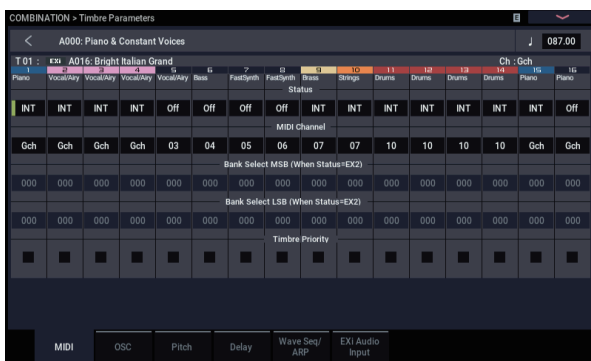 COMBINATION > Timbre Parameters E
A000: Piano & Constant Voices ♩ 087.00
T 01 : EXi A016: Bright Italian Grand Ch : Gch
1 2 3 4 5 6 7 8 9 10 11 12 13 14 15 16
Piano Vocal/Airy Vocal/Airy Vocal/Airy Vocal/Airy Bass FastSynth FastSynth Brass Strings Drums Drums Drums Drums Piano Piano
Status
INT INT INT INT Off Off Off Off INT INT INT INT INT INT INT Off
MIDI Channel
Gch Gch Gch Gch 03 04 05 06 07 07 10 10 10 10 Gch Gch
Bank Select MSB (When Status=EX2)
000 000 000 000 000 000 000 000 000 000 000 000 000 000 000 000
Bank Select LSB (When Status=EX2)
000 000 000 000 000 000 000 000 000 000 000 000 000 000 000 000
Timbre Priority
MIDI OSC Pitch Delay Wave Seq/ EXi Audio
ARP Input